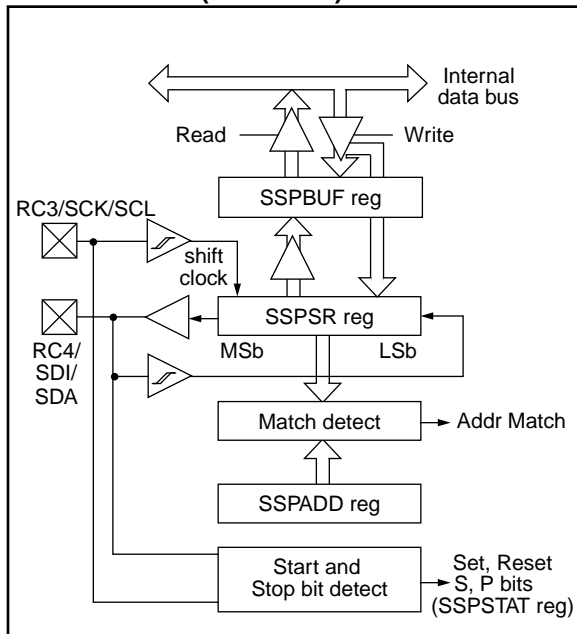 Internal
data bus
Read
Write
SSPBUF reg
RC3/SCK/SCL
shift
clock
SSPSR reg
MSb
LSb
RC4/
SDI/
SDA
Match detect
Addr Match
SSPADD reg
Start and
Stop bit detect
Set, Reset
S, P bits
(SSPSTAT reg)